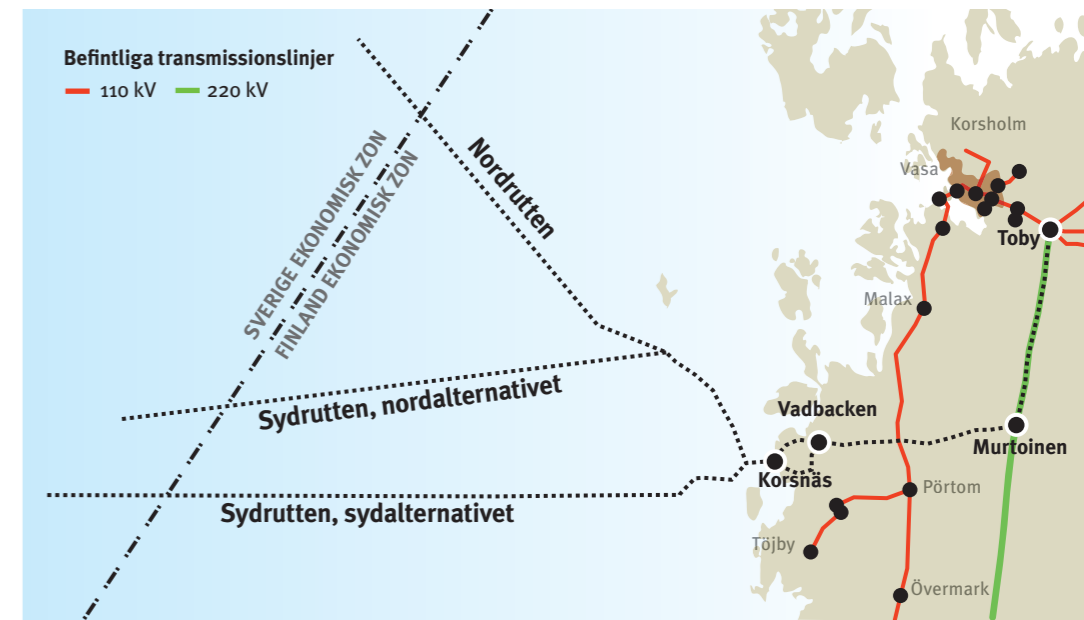 Befintliga transmissionslinjer
110 kV 220 kV
Korsholm
Nordrutten
Vasa
SVERIGE EKONOMISK ZON
FINLAND EKONOMISK ZON
Toby
Malax
Sydrutten, nordalternativet
Vadbacken
Murtoinen
Korsnäs
Pörtom
Sydrutten, sydalternativet
Töjby
Övermark